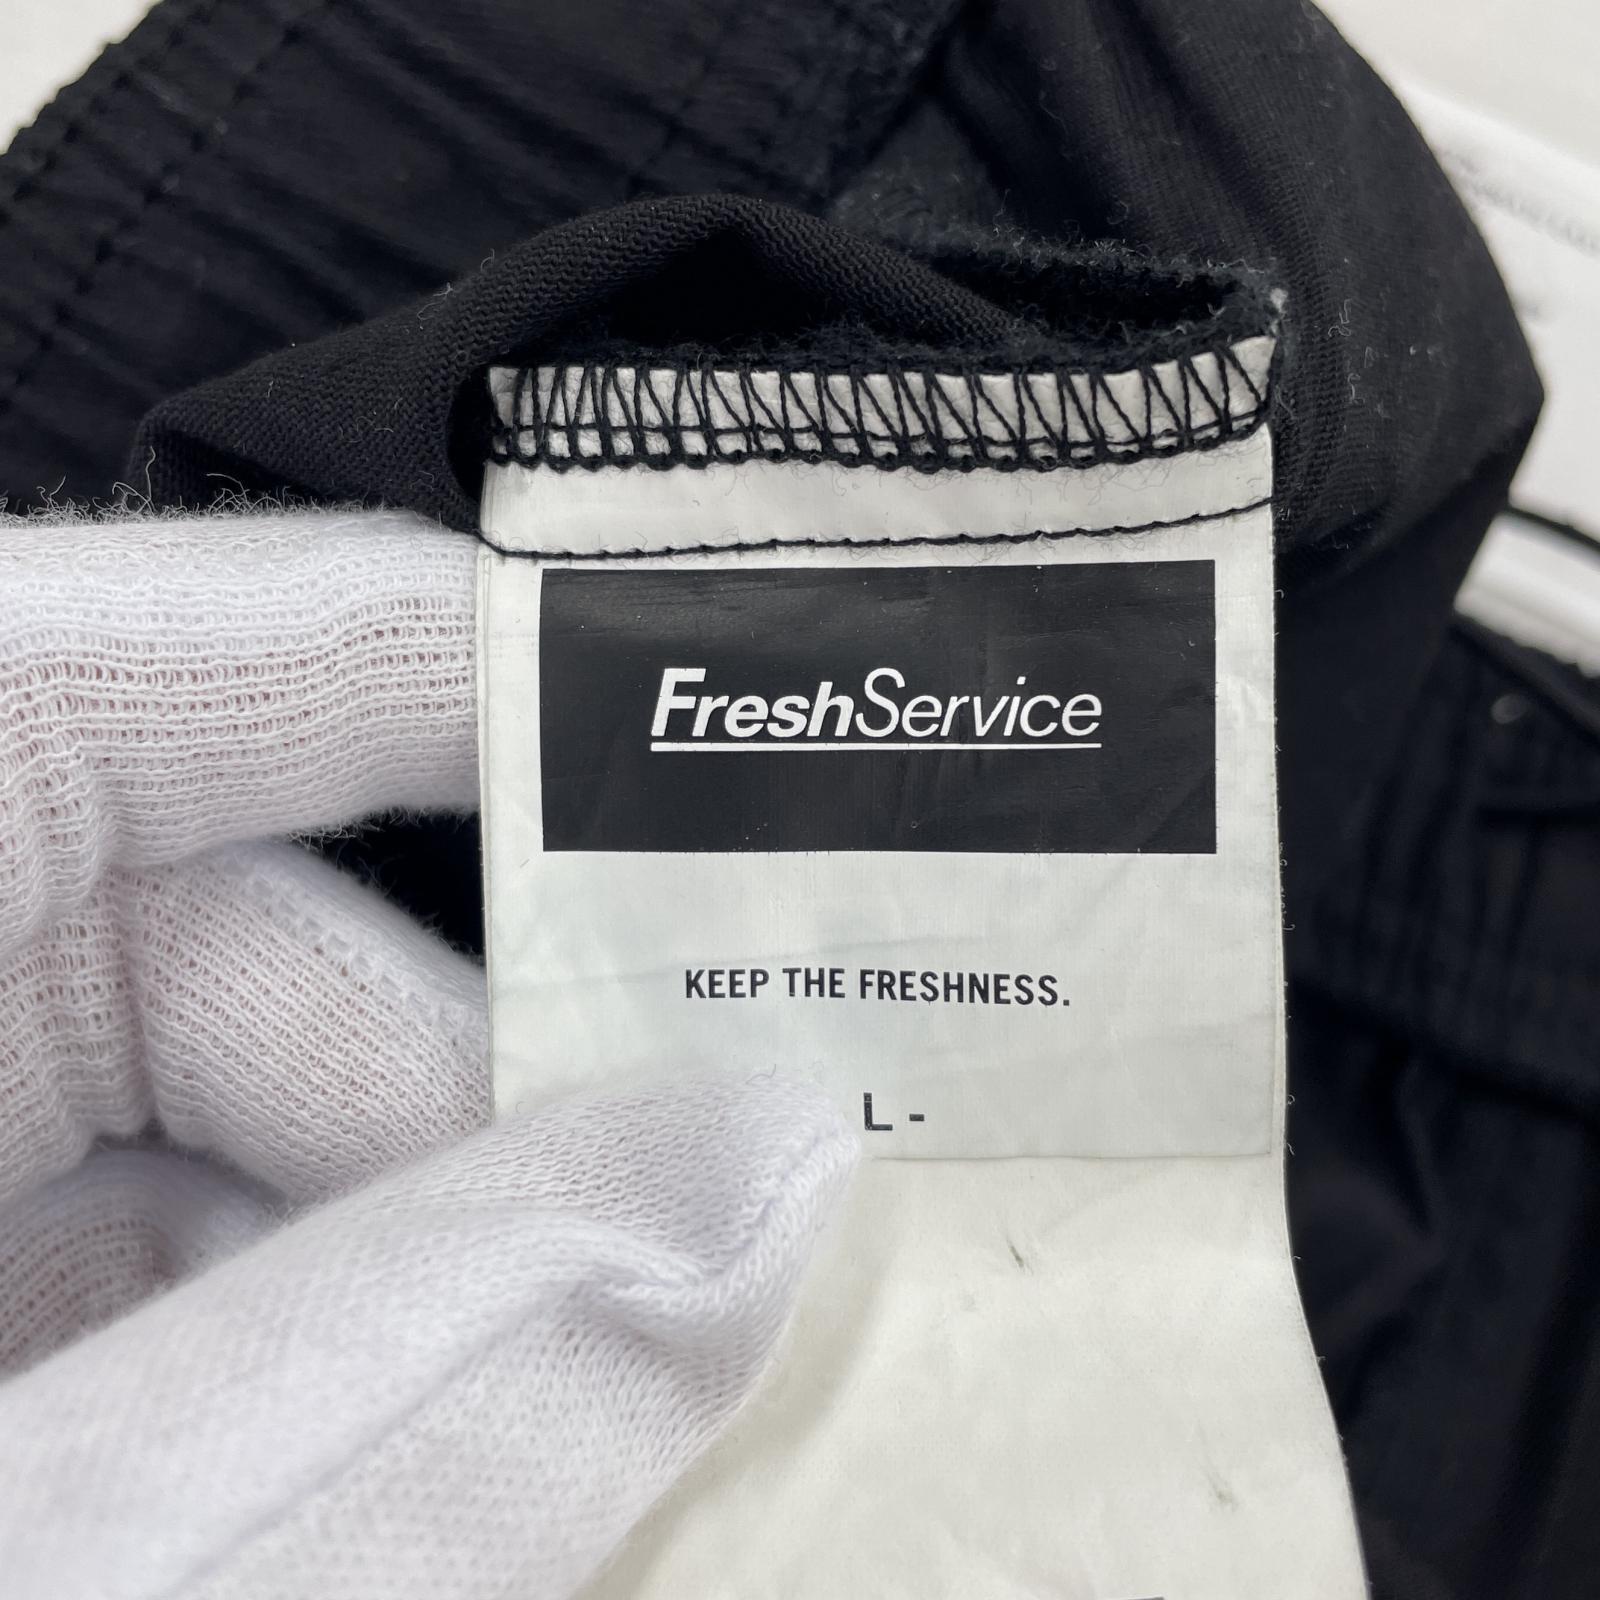 FreshService
KEEP THE FRESHNESS.
L -